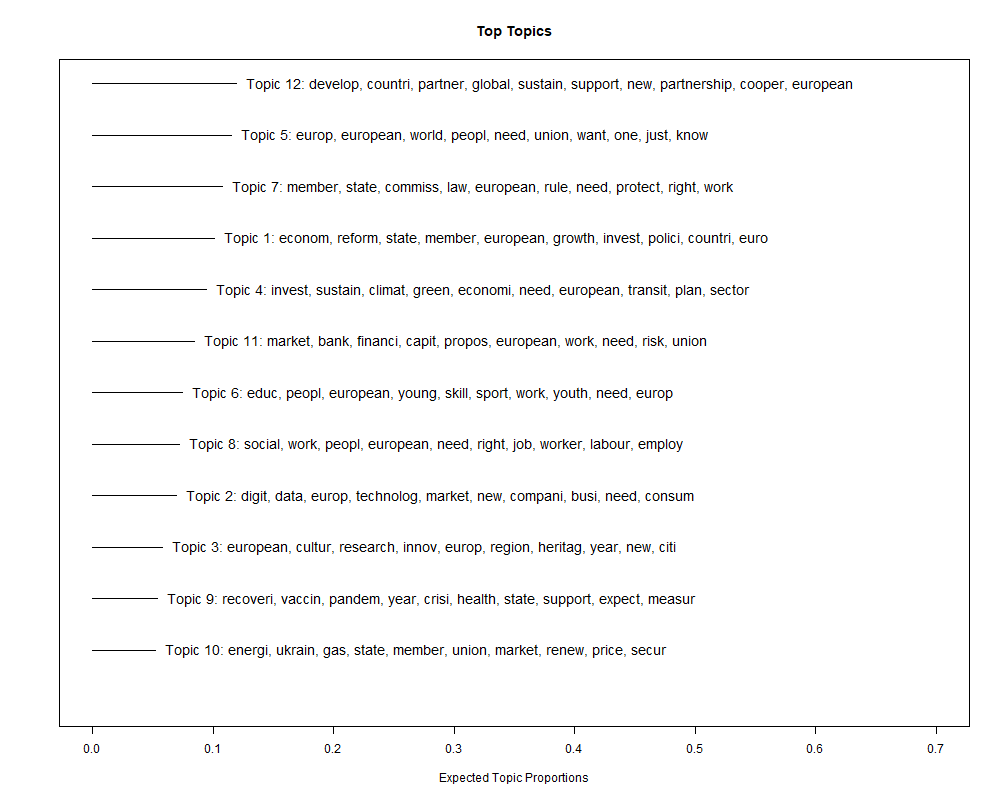 Top Topics
Topic 12: develop, countri, partner, global, sustain, support, new, partnership, cooper, european
Topic 5: europ, european, world, peopl, need, union, want, one, just, know
Topic 7: member, state, commiss, law, european, rule, need, protect, right, work
Topic 1: econom, reform, state, member, european, growth, invest, polici, countri, euro
Topic 4: invest, sustain, climat, green, economi, need, european, transit, plan, sector
Topic 11: market, bank, financi, capit, propos, european, work, need, risk, union
Topic 6: educ, peopl, european, young, skill, sport, work, youth, need, europ
Topic 8: social, work, peopl, european, need, right, job, worker, labour, employ
Topic 2: digit, data, europ, technolog, market, new, compani, busi, need, consum
Topic 3: european, cultur, research, innov, europ, region, heritag, year, new, citi
Topic 9: recoveri, vaccin, pandem, year, crisi, health, state, support, expect, measur
Topic 10: energi, ukrain, gas, state, member, union, market, renew, price, secur
0.0 0.1 0.2 0.3 0.4 0.5 0.6 0.7
Expected Topic Proportions